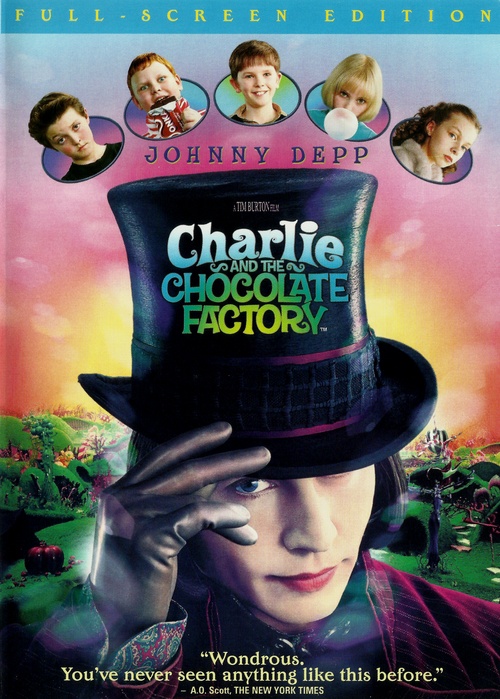 FULL-SCREEN EDITION
JOHNNY DEPP
A TIM BURTON FILM
Charlie
AND THE
CHOCOLATE
FACTORY™
"Wondrous.
You've never seen anything like this before."
– A.O. Scott, THE NEW YORK TIMES